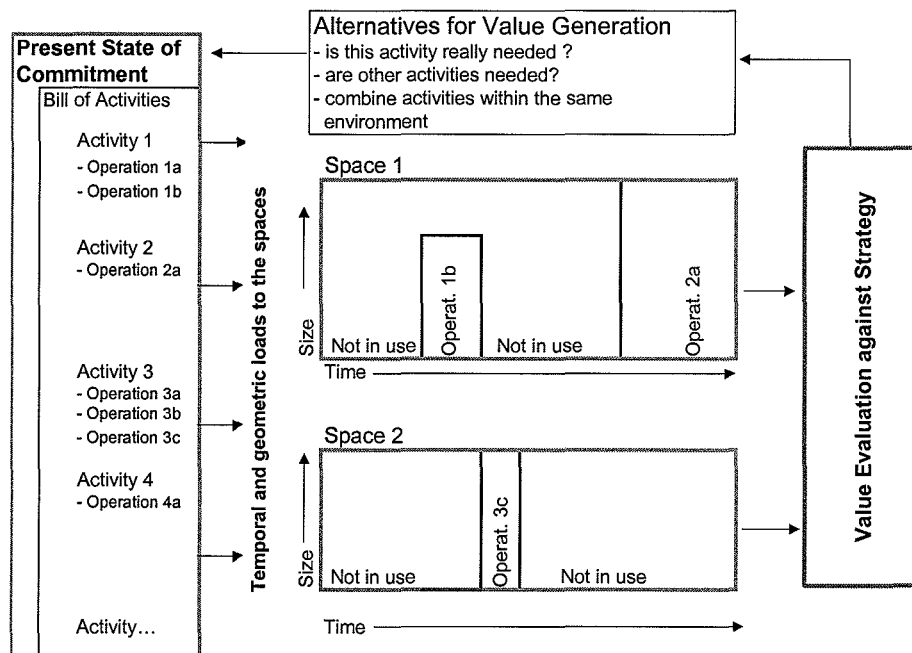 Alternatives for Value Generation
- is this activity really needed ?
- are other activities needed?
- combine activities within the same
environment
Present State of
Commitment
Bill of Activities
Activity 1
- Operation 1a
- Operation 1b
Activity 2
- Operation 2a
Activity 3
- Operation 3a
- Operation 3b
- Operation 3c
Activity 4
- Operation 4a
Activity...
Temporal and geometric loads to the spaces
Space 1
Size
Not in use
Operat. 1b
Not in use
Operat. 2a
Time
Space 2
Size
Not in use
Operat. 3c
Not in use
Time
Value Evaluation against Strategy